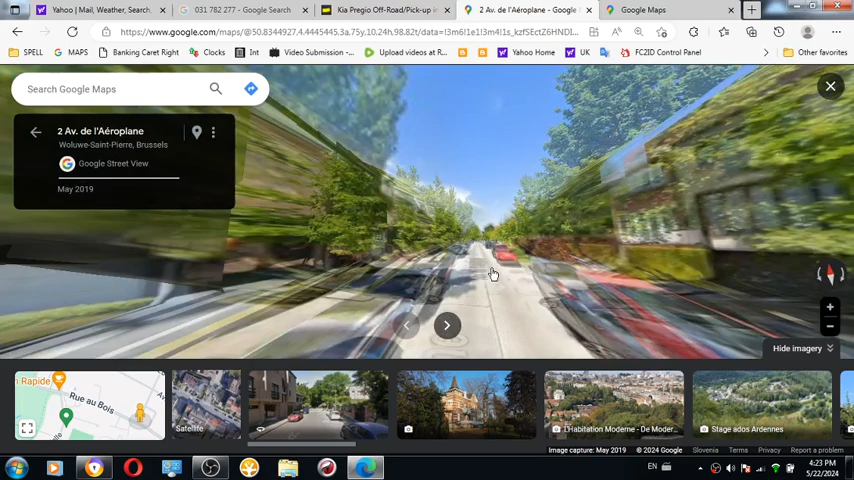 Yahoo | Mail, Weather, Search,
031 782 277 - Google Search
Kia Pregio Off-Road/Pick-up in
2 Av. de l'Aéroplane - Google
Google Maps
https://www.google.com/maps/@50.8344927,4.4445445,3a,75y,10.24h,98.82t/data=!3m6!1e1!3m4!1s_kzfSEctZ6HNDI...
SPELL
MAPS
Banking Caret Right
Clocks
Int
Video Submission -...
Upload videos at R...
Yahoo Home
UK
FC2ID Control Panel
Other favorites
Search Google Maps
2 Av. de l'Aéroplane
Woluwe-Saint-Pierre, Brussels
Google Street View
May 2019
Hide imagery
n Rapide
Rue au Bois
Satellite
L'Habitation Moderne - De Moder...
Stage ados Ardennes
Image capture: May 2019 © 2024 Google Slovenia Terms Privacy Report a problem
EN
4:23 PM
5/22/2024